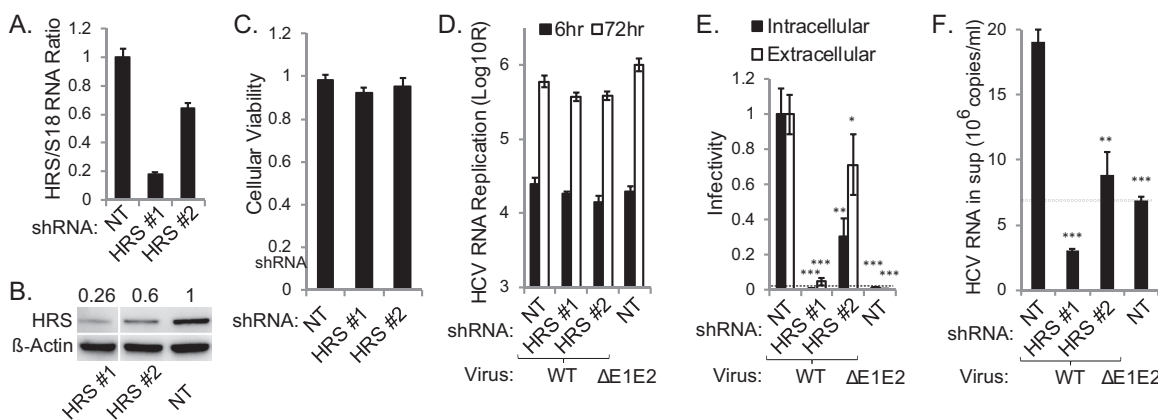 A.
HRS/S18 RNA Ratio
1.2
1
0.8
0.6
0.4
0.2
0
shRNA:
NT
HRS #1
HRS #2
B.
0.26 0.6 1
HRS
ß-Actin
HRS #1
HRS #2
NT
C.
Cellular Viability
1.2
1
0.8
0.6
0.4
0.2
0
shRNA
shRNA:
NT
HRS #1
HRS #2
D.
6hr 72hr
HCV RNA Replication (Log10R)
6
5
4
3
shRNA:
NT
HRS #1
HRS #2
NT
Virus: WT ΔE1E2
E.
Intracellular
Extracellular
Infectivity
1.2
1
0.8
0.6
0.4
0.2
0
***
***
**
*
***
***
shRNA:
NT
HRS #1
HRS #2
NT
Virus: WT ΔE1E2
F.
HCV RNA in sup (10⁶ copies/ml)
20
15
10
5
0
***
**
***
shRNA:
NT
HRS #1
HRS #2
NT
Virus: WT ΔE1E2